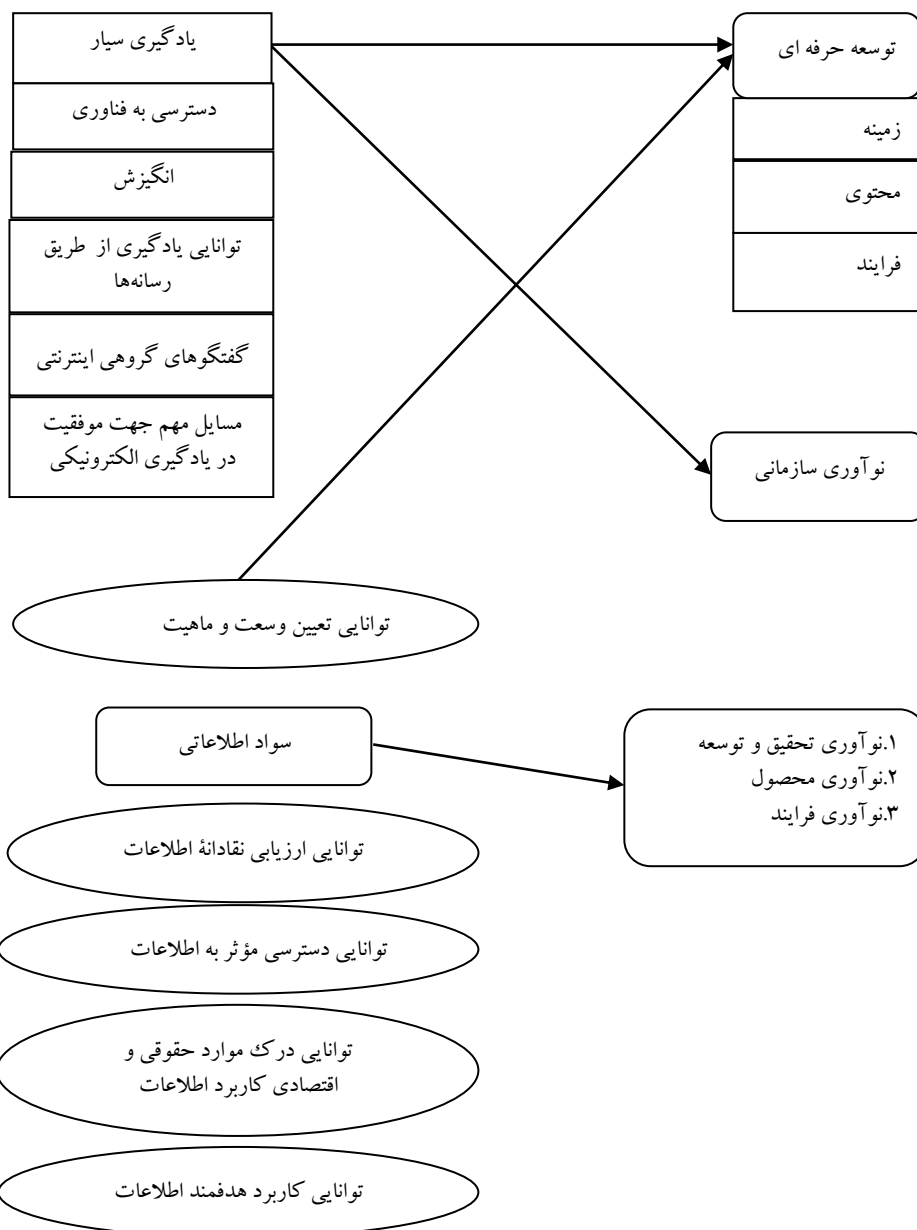 یادگیری سیار
دسترسی به فناوری
انگیزش
توانایی یادگیری از طریق
رسانه‌ها
گفتگوهای گروهی اینترنتی
مسایل مهم جهت موفقیت
در یادگیری الکترونیکی
توسعه حرفه ای
زمینه
محتوی
فرایند
نوآوری سازمانی
توانایی تعیین وسعت و ماهیت
سواد اطلاعاتی
۱.نوآوری تحقیق و توسعه
۲.نوآوری محصول
۳.نوآوری فرایند
توانایی ارزیابی نقادانۀ اطلاعات
توانایی دسترسی مؤثر به اطلاعات
توانایی درک موارد حقوقی و
اقتصادی کاربرد اطلاعات
توانایی کاربرد هدفمند اطلاعات